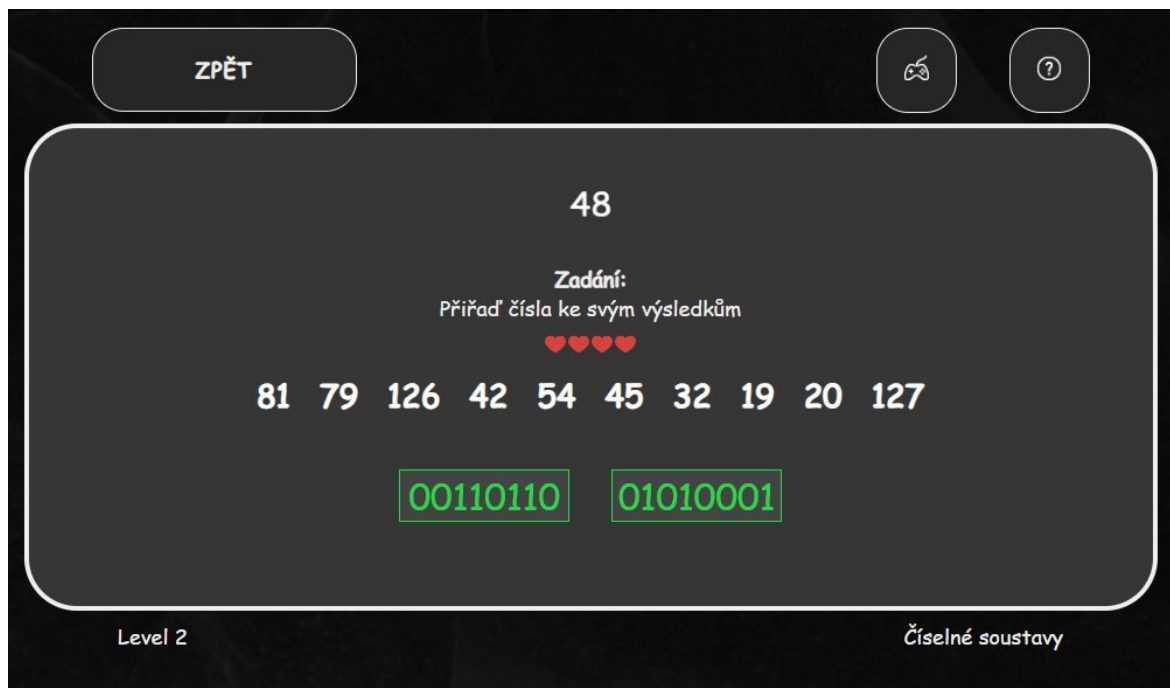 ZPĚT
?
48
Zadání:
Přiřaď čísla ke svým výsledkům
81 79 126 42 54 45 32 19 20 127
00110110 01010001
Level 2 Číselné soustavy